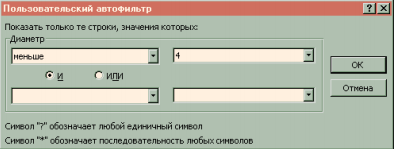 Пользовательский автофильтр
Показать только те строки, значения которых:
Диаметр
меньше 4
И ИЛИ
OK
Отмена
Символ "?" обозначает любой единичный символ
Символ "*" обозначает последовательность любых символов